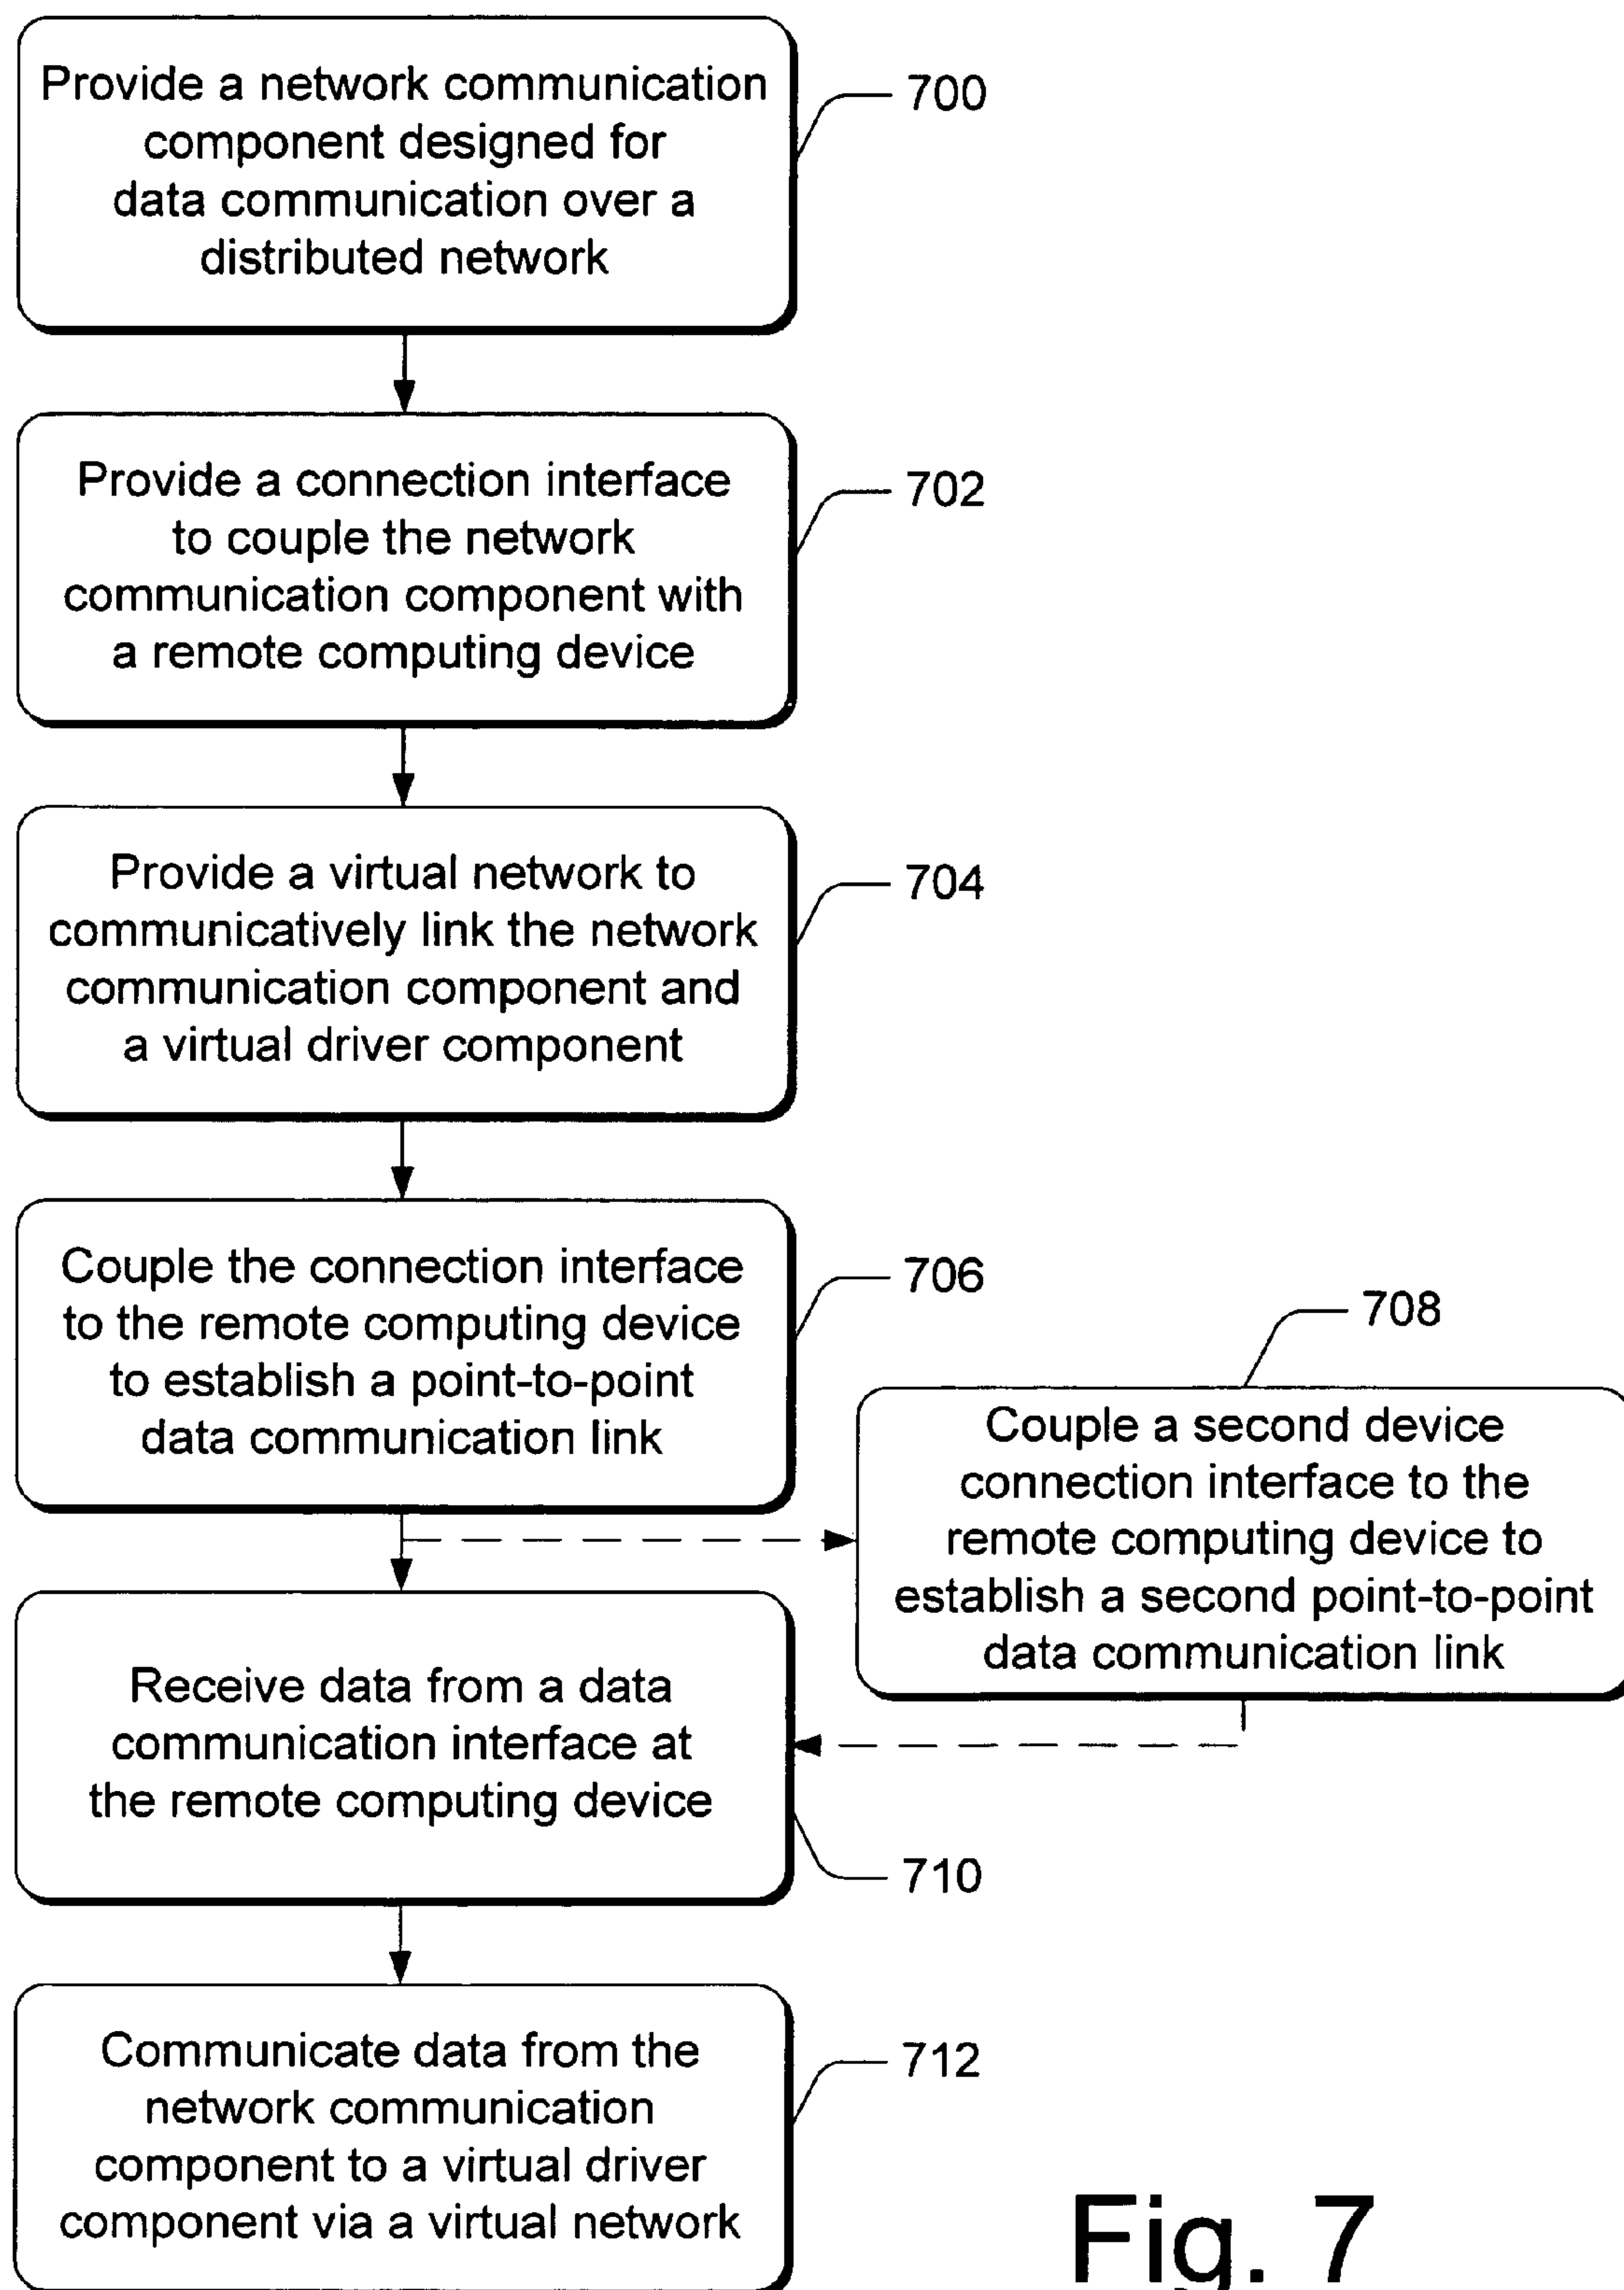 Provide a network communication
component designed for
data communication over a
distributed network
700
Provide a connection interface
to couple the network
communication component with
a remote computing device
702
Provide a virtual network to
communicatively link the network
communication component and
a virtual driver component
704
Couple the connection interface
to the remote computing device
to establish a point-to-point
data communication link
706
708
Couple a second device
connection interface to the
remote computing device to
establish a second point-to-point
data communication link
Receive data from a data
communication interface at
the remote computing device
710
Communicate data from the
network communication
component to a virtual driver
component via a virtual network
712
Fig. 7